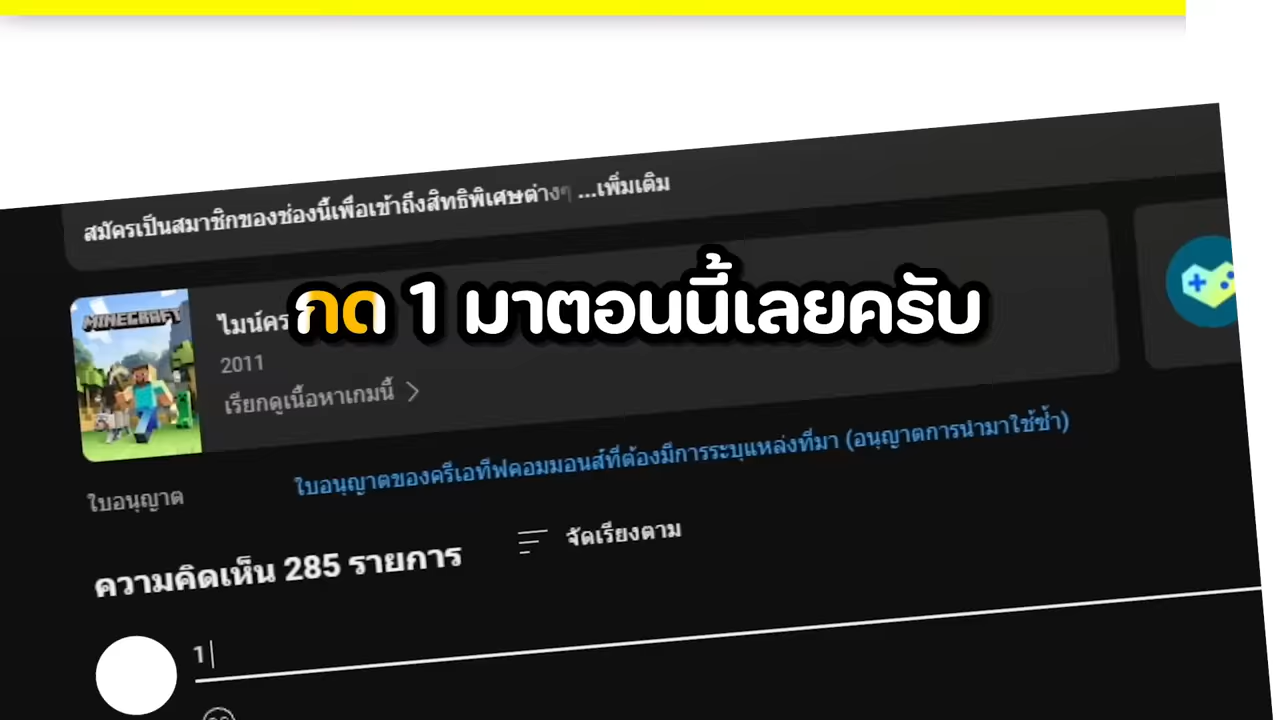 สมัครเป็นสมาชิกของช่องนี้เพื่อเข้าถึงสิทธิพิเศษต่างๆ ...เพิ่มเติม
MINECRAFT
ไมน์คร
กด 1 มาตอนนี้เลยครับ
2011
เรียกดูเนื้อหาเกมนี้
ใบอนุญาต
ใบอนุญาตของครีเอทีฟคอมมอนส์ที่ต้องมีการระบุแหล่งที่มา (อนุญาตการนำมาใช้ซ้ำ)
ความคิดเห็น 285 รายการ
จัดเรียงตาม
1